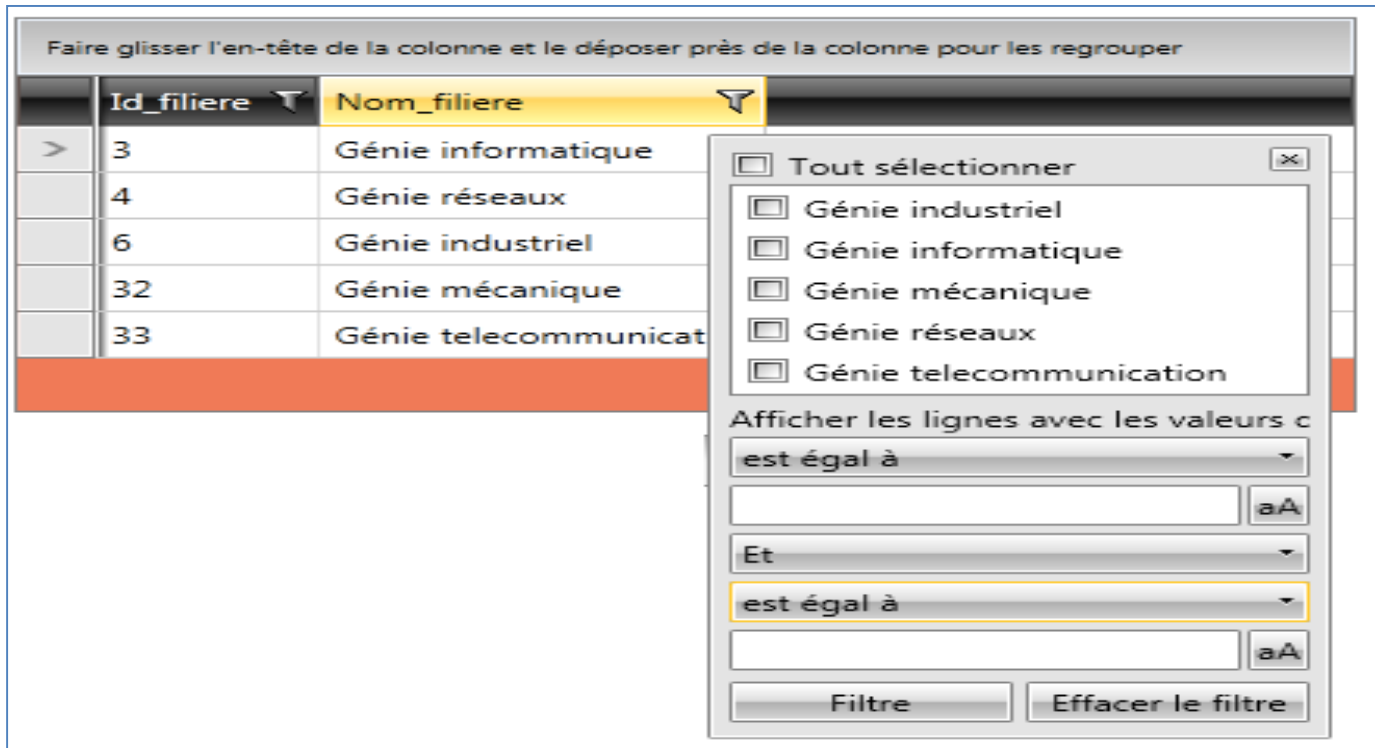 Faire glisser l'en-tête de la colonne et le déposer près de la colonne pour les regrouper
Id_filiere Nom_filiere
> 3 Génie informatique
4 Génie réseaux
6 Génie industriel
32 Génie mécanique
33 Génie telecommunicat
Tout sélectionner
Génie industriel
Génie informatique
Génie mécanique
Génie réseaux
Génie telecommunication
Afficher les lignes avec les valeurs c
est égal à
aA
Et
est égal à
aA
Filtre Effacer le filtre